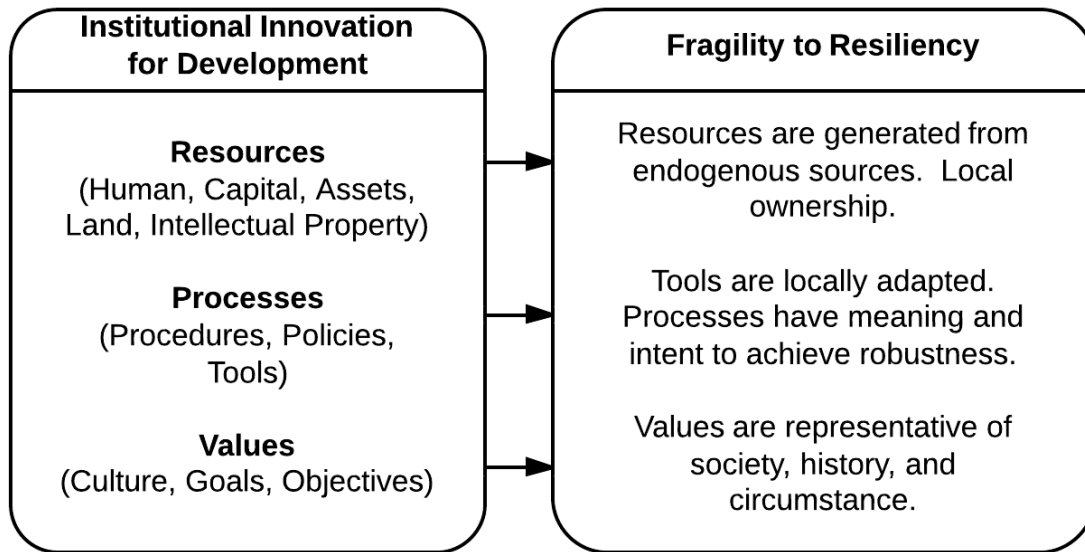 Institutional Innovation
for Development
Resources
(Human, Capital, Assets,
Land, Intellectual Property)
Processes
(Procedures, Policies,
Tools)
Values
(Culture, Goals, Objectives)
Fragility to Resiliency
Resources are generated from
endogenous sources.  Local
ownership.
Tools are locally adapted.
Processes have meaning and
intent to achieve robustness.
Values are representative of
society, history, and
circumstance.